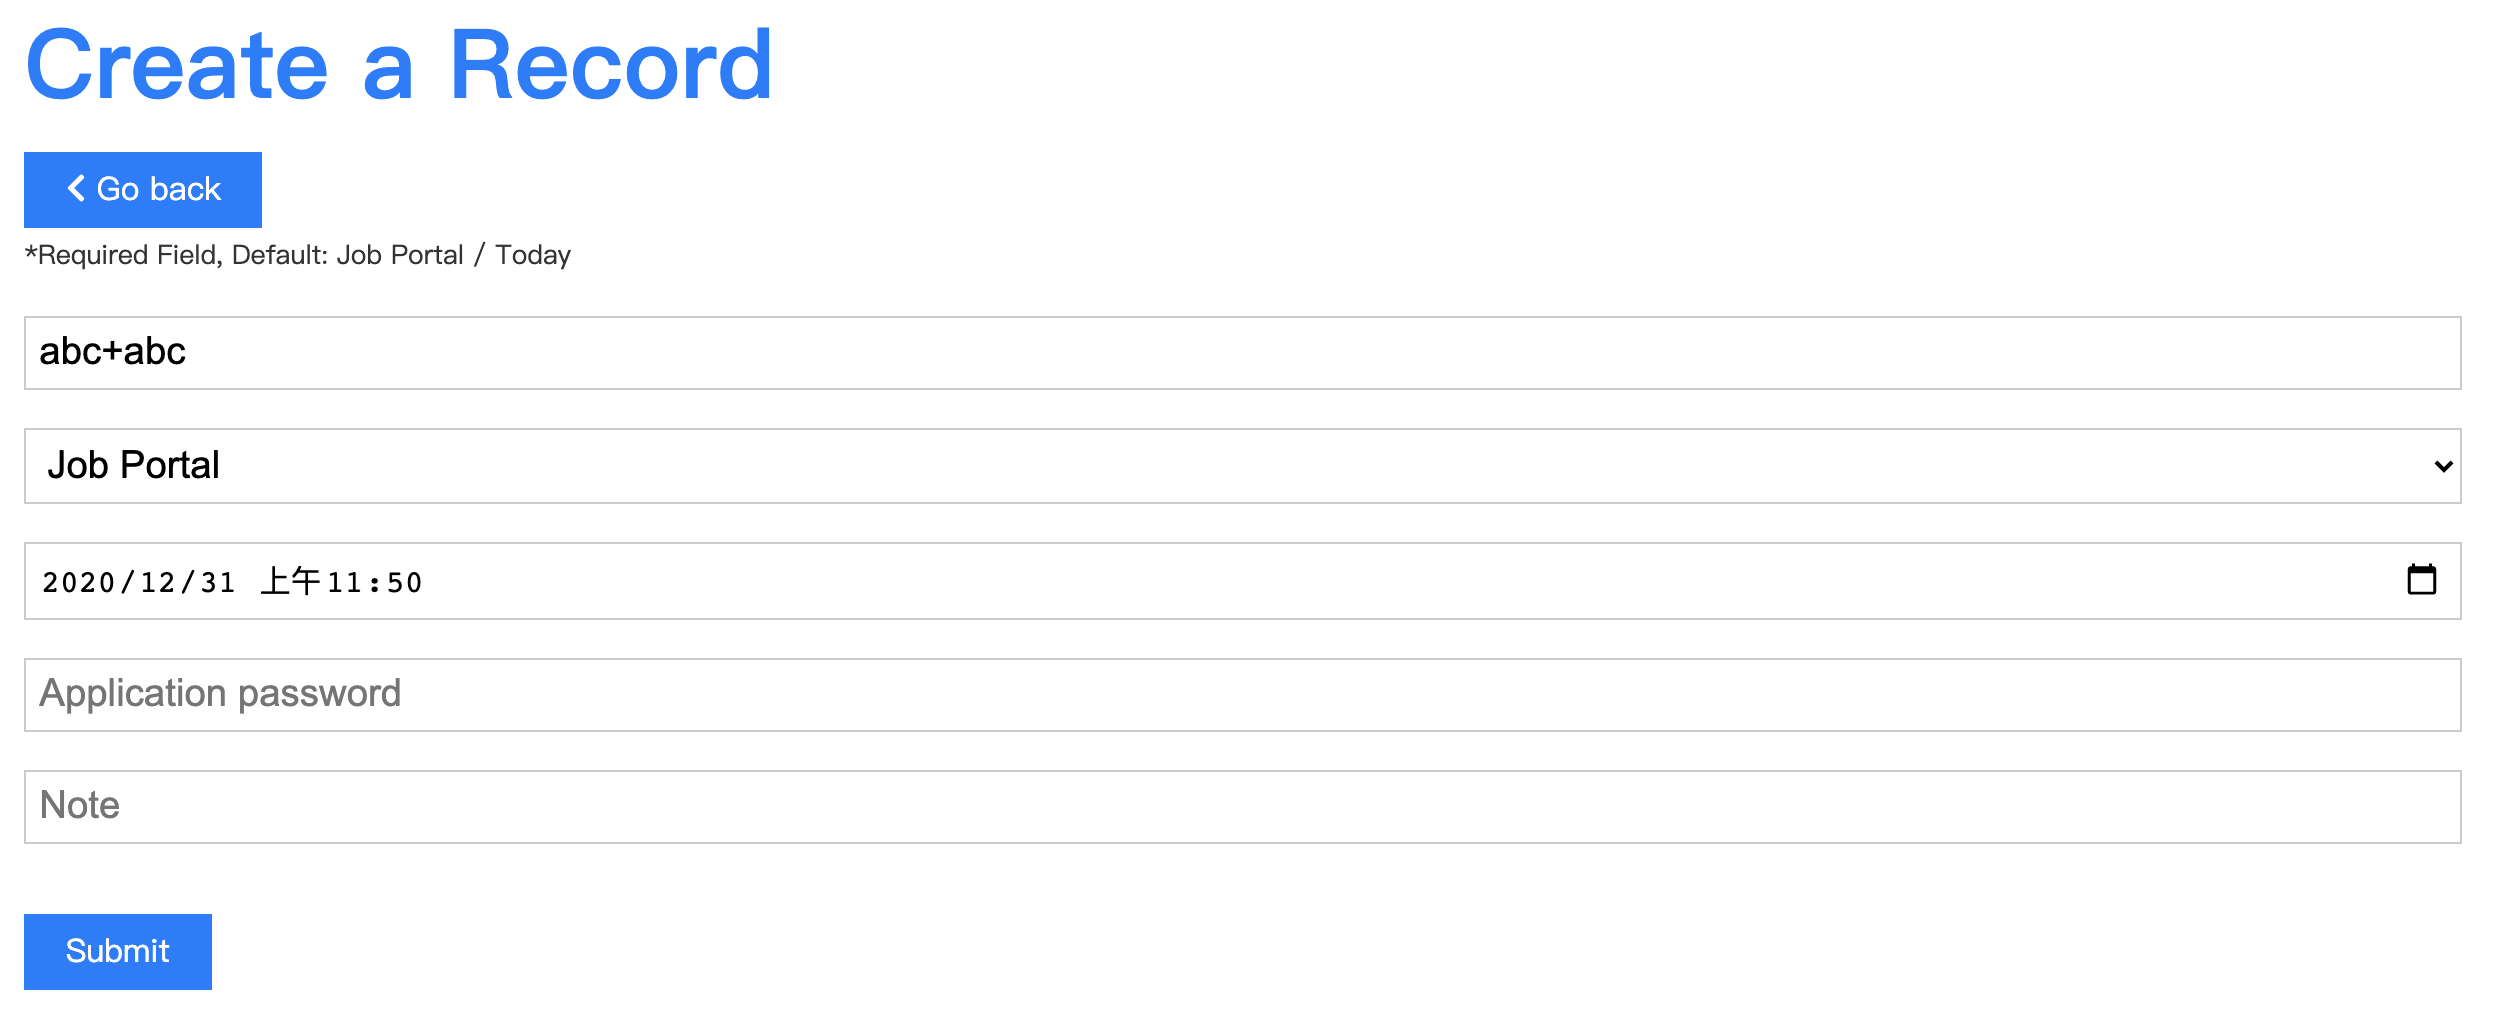 Create a Record
Go back
*Required Field, Default: Job Portal / Today
abc+abc
Job Portal
2020/12/31 上午11:50
Application password
Note
Submit